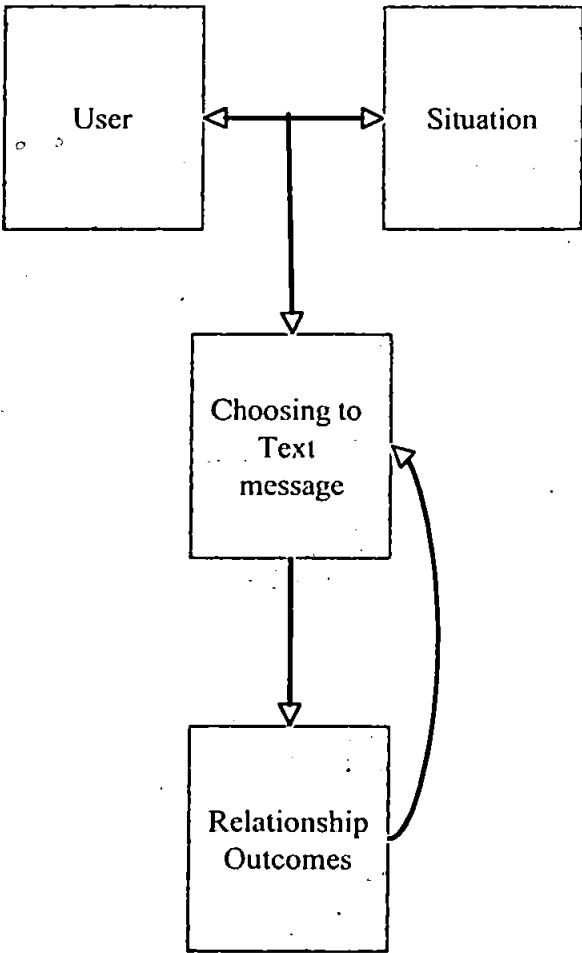 User
Situation
Choosing to
Text
message
Relationship
Outcomes